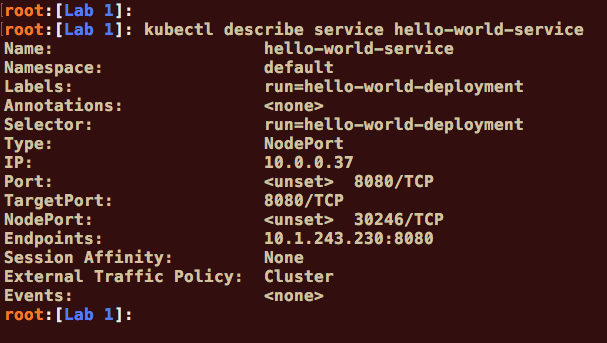 [root:[Lab 1]:
[root:[Lab 1]: kubectl describe service hello-world-service
Name:                     hello-world-service
Namespace:                default
Labels:                   run=hello-world-deployment
Annotations:              <none>
Selector:                 run=hello-world-deployment
Type:                     NodePort
IP:                       10.0.0.37
Port:                     <unset>  8080/TCP
TargetPort:               8080/TCP
NodePort:                 <unset>  30246/TCP
Endpoints:                10.1.243.230:8080
Session Affinity:         None
External Traffic Policy:  Cluster
Events:                   <none>
root:[Lab 1]: